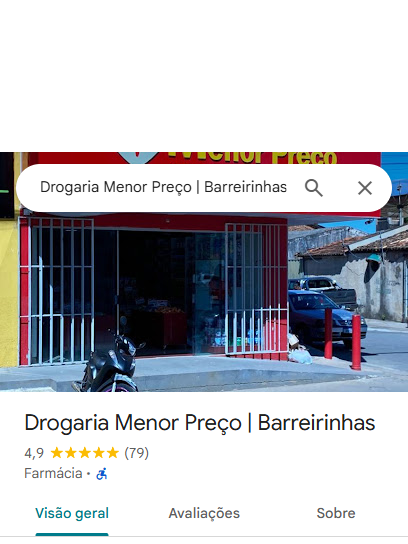 Menor Preço
Drogaria Menor Preço | Barreirinhas
Drogaria Menor Preço | Barreirinhas
4,9 (79)
Farmácia ·
Visão geral Avaliações Sobre